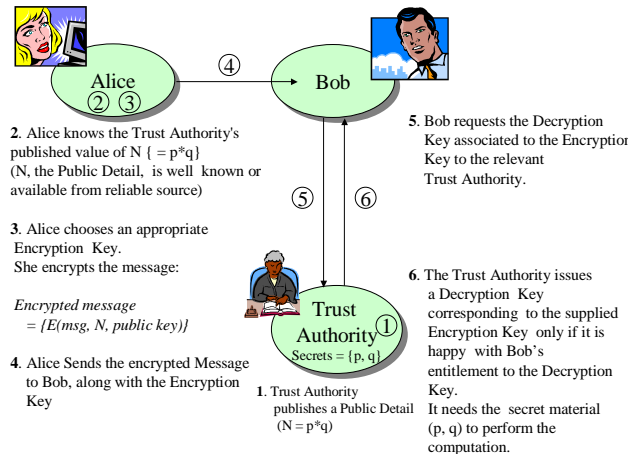 Alice
② ③
④
Bob
2. Alice knows the Trust Authority's
published value of N { = p*q}
(N, the Public Detail, is well known or
available from reliable source)
3. Alice chooses an appropriate
Encryption Key.
She encrypts the message:
Encrypted message
= {E(msg, N, public key)}
4. Alice Sends the encrypted Message
to Bob, along with the Encryption
Key
5. Bob requests the Decryption
Key associated to the Encryption
Key to the relevant
Trust Authority.
⑤
⑥
Trust
Authority ①
Secrets = {p, q}
1. Trust Authority
publishes a Public Detail
(N = p*q)
6. The Trust Authority issues
a Decryption Key
corresponding to the supplied
Encryption Key only if it is
happy with Bob's
entitlement to the Decryption
Key.
It needs the secret material
(p, q) to perform the
computation.